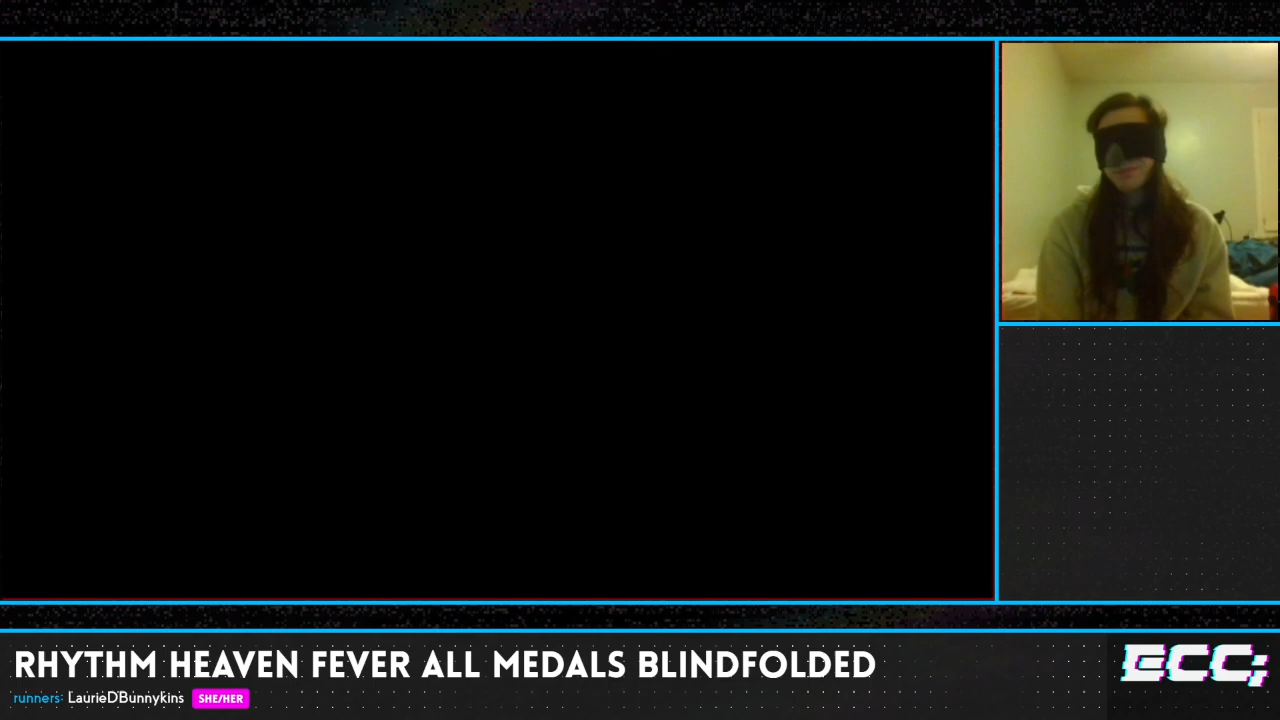 RHYTHM HEAVEN FEVER ALL MEDALS BLINDFOLDED
runners: LaurieDBunnykins SHE/HER
ECC;